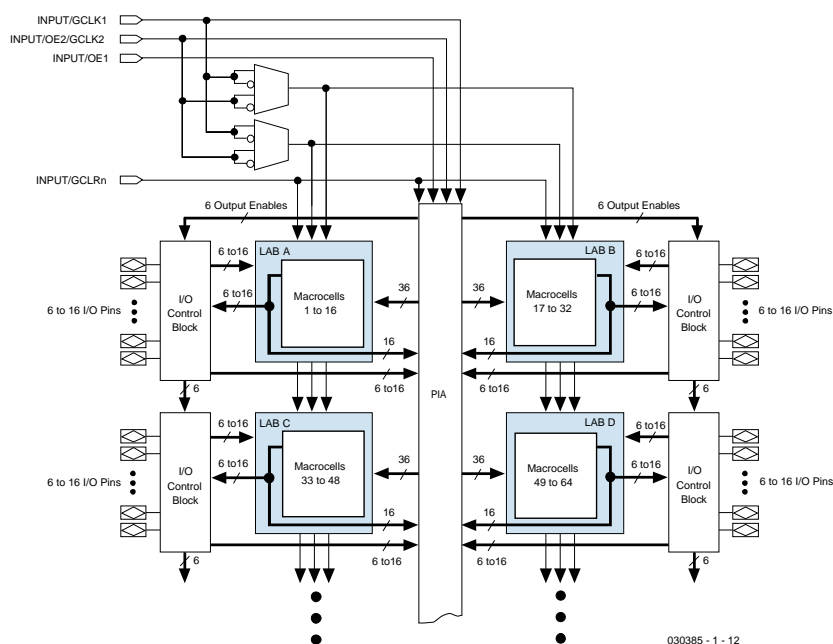 INPUT/GCLK1
INPUT/OE2/GCLK2
INPUT/OE1
INPUT/GCLRn
6 Output Enables
6 Output Enables
LAB A
LAB B
6 to16
6 to16
6 to16
6 to16
6 to 16 I/O Pins
I/O
Control
Block
Macrocells
1 to 16
36
36
Macrocells
17 to 32
I/O
Control
Block
6 to 16 I/O Pins
16
16
6 to16
6 to16
PIA
6
6
LAB C
LAB D
6 to16
6 to16
6 to16
6 to16
6 to 16 I/O Pins
I/O
Control
Block
Macrocells
33 to 48
36
36
Macrocells
49 to 64
I/O
Control
Block
6 to 16 I/O Pins
16
16
6 to16
6 to16
6
6
030385 - 1 - 12